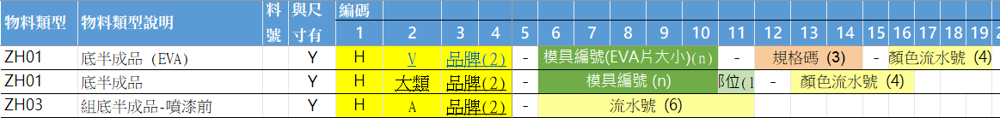 物料類型 物料類型說明 料號 與尺寸有 編碼
1 2 3 4 5 6 7 8 9 10 11 12 13 14 15 16 17 18 19
ZH01 底半成品 (EVA) Y H V 品牌(2) - 模具編號(EVA片大小)(n) - 規格碼 (3) - 顏色流水號 (4)
ZH01 底半成品 Y H 大類 品牌(2) - 模具編號 (n) 部位(1 - 顏色流水號 (4)
ZH03 組底半成品-噴漆前 Y H A 品牌(2) - 流水號 (6)